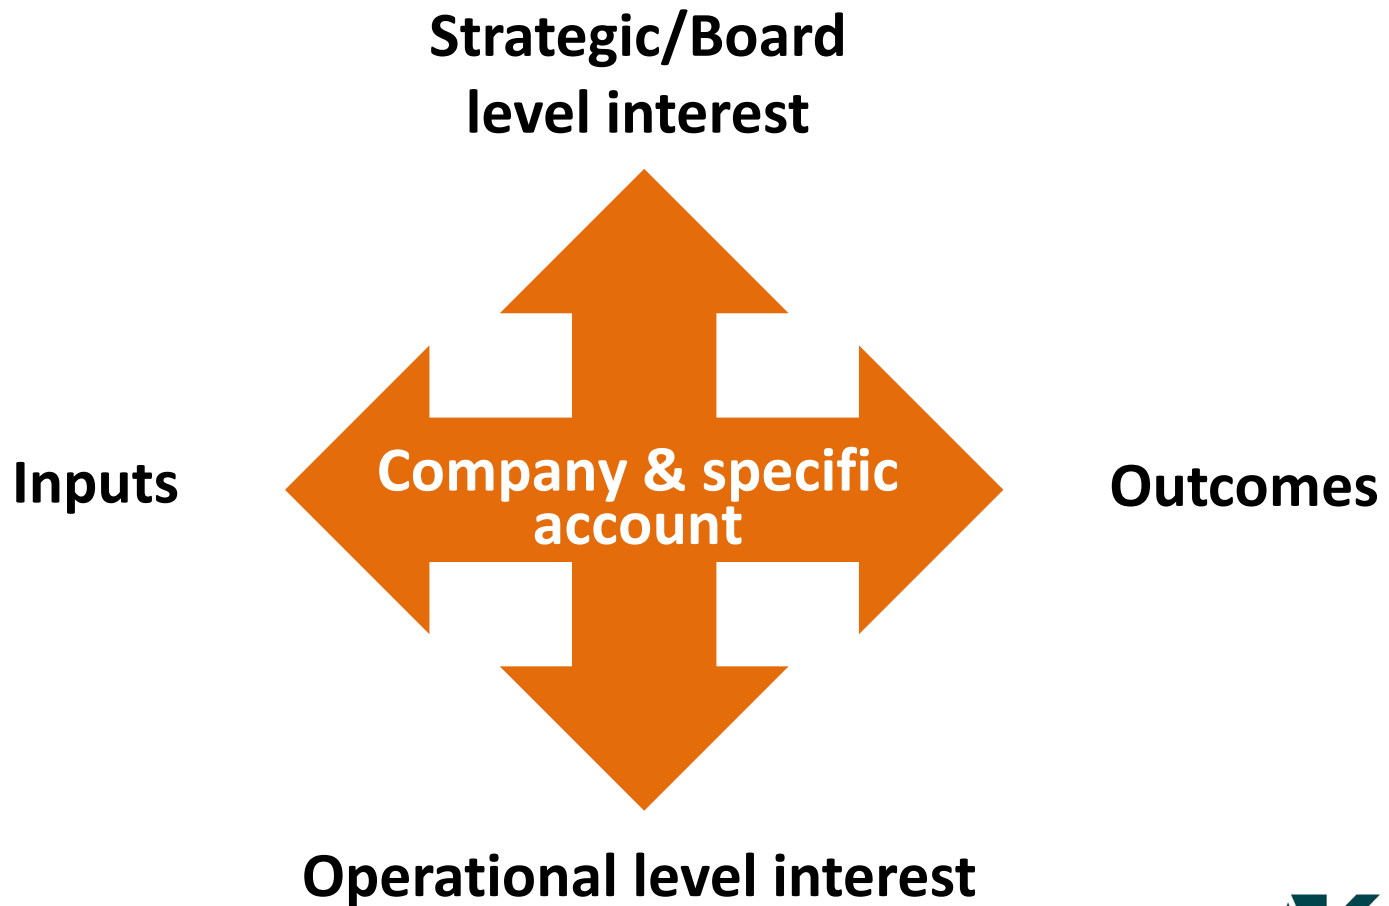 Strategic/Board
level interest
Inputs
Company & specific
account
Outcomes
Operational level interest